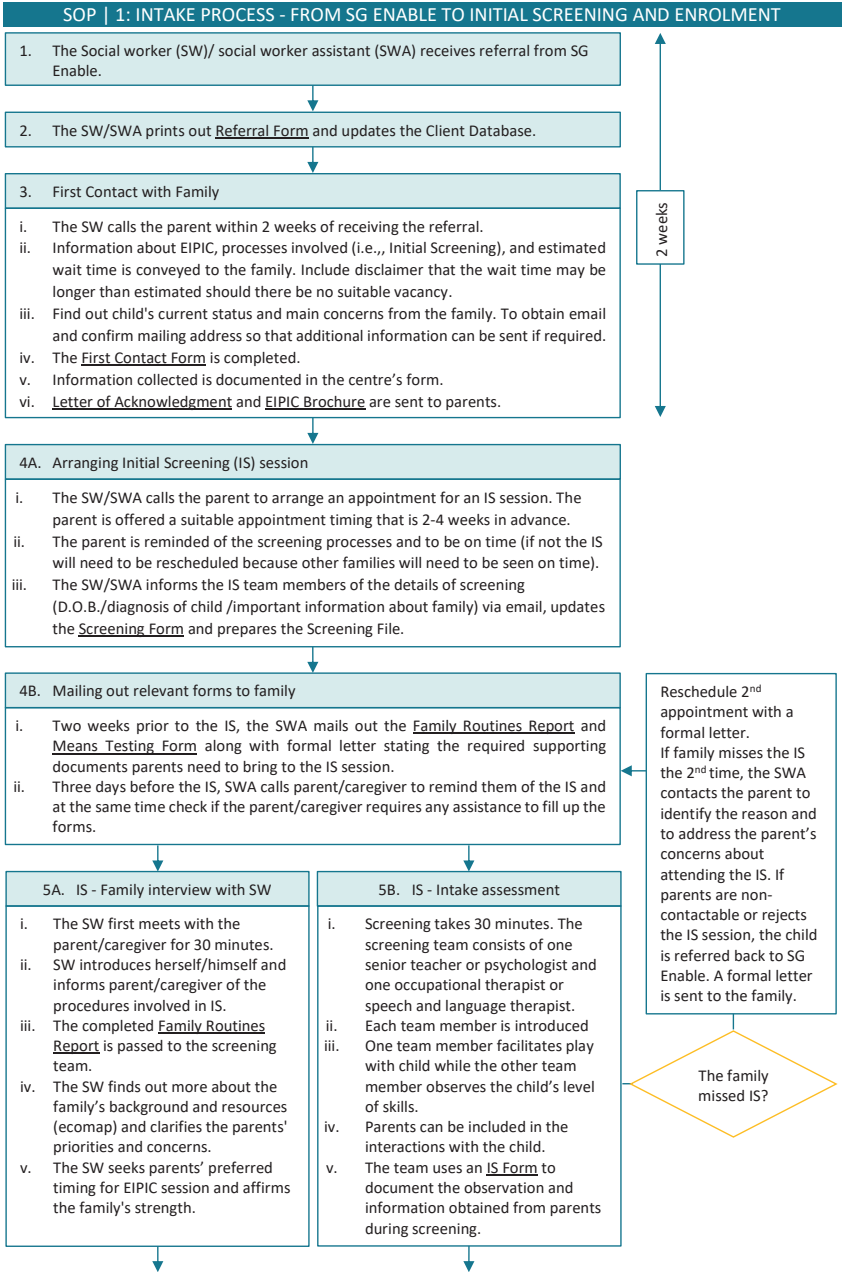 SOP | 1: INTAKE PROCESS - FROM SG ENABLE TO INITIAL SCREENING AND ENROLMENT
1. The Social worker (SW)/ social worker assistant (SWA) receives referral from SG
Enable.
2. The SW/SWA prints out Referral Form and updates the Client Database.
3. First Contact with Family
i. The SW calls the parent within 2 weeks of receiving the referral.
ii. Information about EIPIC, processes involved (i.e.,, Initial Screening), and estimated
wait time is conveyed to the family. Include disclaimer that the wait time may be
longer than estimated should there be no suitable vacancy.
iii. Find out child's current status and main concerns from the family. To obtain email
and confirm mailing address so that additional information can be sent if required.
iv. The First Contact Form is completed.
v. Information collected is documented in the centre's form.
vi. Letter of Acknowledgment and EIPIC Brochure are sent to parents.
2 weeks
4A. Arranging Initial Screening (IS) session
i. The SW/SWA calls the parent to arrange an appointment for an IS session. The
parent is offered a suitable appointment timing that is 2-4 weeks in advance.
ii. The parent is reminded of the screening processes and to be on time (if not the IS
will need to be rescheduled because other families will need to be seen on time).
iii. The SW/SWA informs the IS team members of the details of screening
(D.O.B./diagnosis of child /important information about family) via email, updates
the Screening Form and prepares the Screening File.
4B. Mailing out relevant forms to family
i. Two weeks prior to the IS, the SWA mails out the Family Routines Report and
Means Testing Form along with formal letter stating the required supporting
documents parents need to bring to the IS session.
ii. Three days before the IS, SWA calls parent/caregiver to remind them of the IS and
at the same time check if the parent/caregiver requires any assistance to fill up the
forms.
5A. IS - Family interview with SW
i. The SW first meets with the
parent/caregiver for 30 minutes.
ii. SW introduces herself/himself and
informs parent/caregiver of the
procedures involved in IS.
iii. The completed Family Routines
Report is passed to the screening
team.
iv. The SW finds out more about the
family's background and resources
(ecomap) and clarifies the parents'
priorities and concerns.
v. The SW seeks parents' preferred
timing for EIPIC session and affirms
the family's strength.
5B. IS - Intake assessment
i. Screening takes 30 minutes. The
screening team consists of one
senior teacher or psychologist and
one occupational therapist or
speech and language therapist.
ii. Each team member is introduced
iii. One team member facilitates play
with child while the other team
member observes the child's level
of skills.
iv. Parents can be included in the
interactions with the child.
v. The team uses an IS Form to
document the observation and
information obtained from parents
during screening.
Reschedule 2nd
appointment with a
formal letter.
If family misses the IS
the 2nd time, the SWA
contacts the parent to
identify the reason and
to address the parent's
concerns about
attending the IS. If
parents are non-
contactable or rejects
the IS session, the child
is referred back to SG
Enable. A formal letter
is sent to the family.
The family
missed IS?